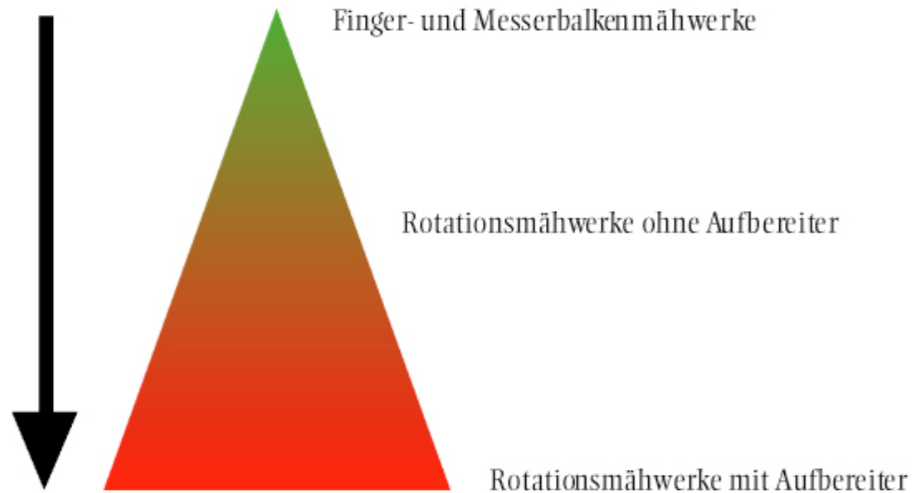 Finger- und Messerbalkenmähwerke
Rotationsmähwerke ohne Aufbereiter
Rotationsmähwerke mit Aufbereiter